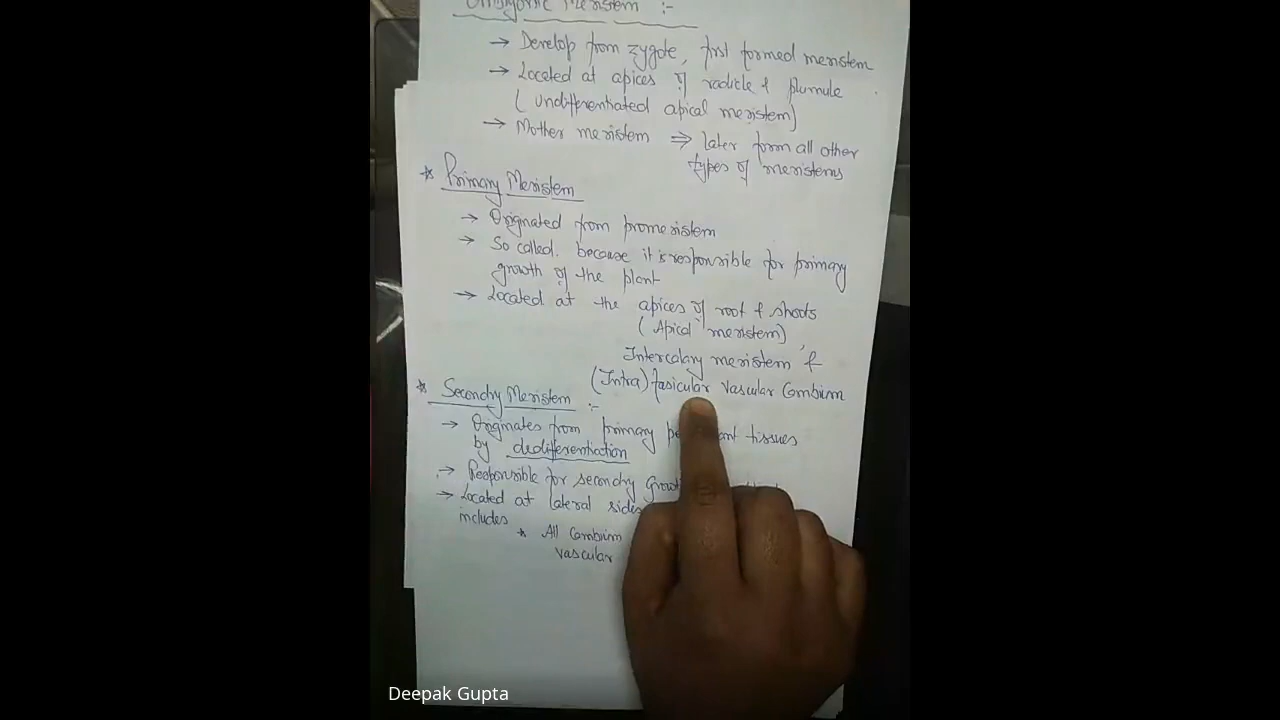 Meristem :-
→ Develop from zygote, first formed meristem
→ Located at apices of radicle & plumule
(undifferentiated apical meristem)
→ Mother meristem ⇒ later form all other
types of meristems
* Primary Meristem
→ Originated from promeristem
→ So called. because it is responsible for primary
growth of the plant
→ Located at the apices of root & shoots
(Apical meristem)
Intercalary meristem &
(Intra) fasicular vascular Cambium
* Secondry Meristem :-
→ Originates from primary tissues
by dedifferentiation
→ Responsible for secondry
→ Located at lateral sides
includes
* All Cambium
vascular
Deepak Gupta